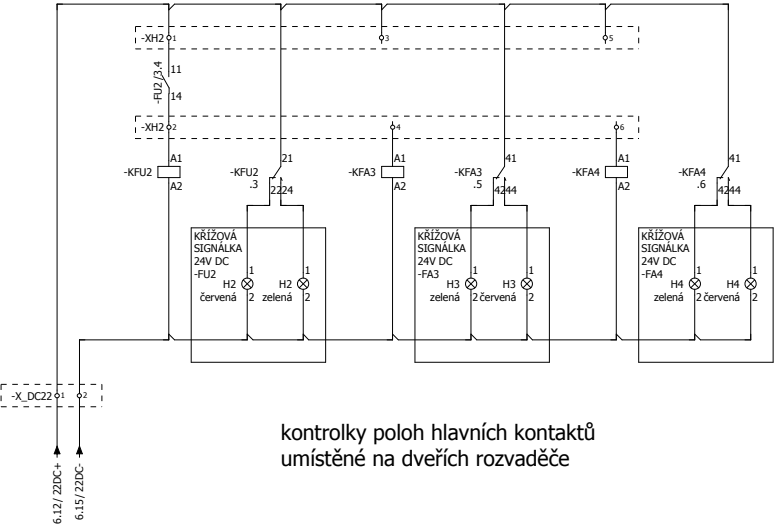 -XH2 1 3 5
-FU2/3.4
11
14
-XH2 2 4 6
-KFU2 A1 A2
-KFU2 .3 21 22 24
-KFA3 A1 A2
-KFA3 .5 41 42 44
-KFA4 A1 A2
-KFA4 .6 41 42 44
KŘÍŽOVÁ
SIGNÁLKA
24V DC
-FU2
H2 1
červená 2
H2 1
zelená 2
KŘÍŽOVÁ
SIGNÁLKA
24V DC
-FA3
H3 1
zelená 2
H3 1
červená 2
KŘÍŽOVÁ
SIGNÁLKA
24V DC
-FA4
H4 1
zelená 2
H4 1
červená 2
-X_DC22 1 2
6.12/22DC+
6.15/22DC-
kontrolky poloh hlavních kontaktů
umístěné na dveřích rozvaděče